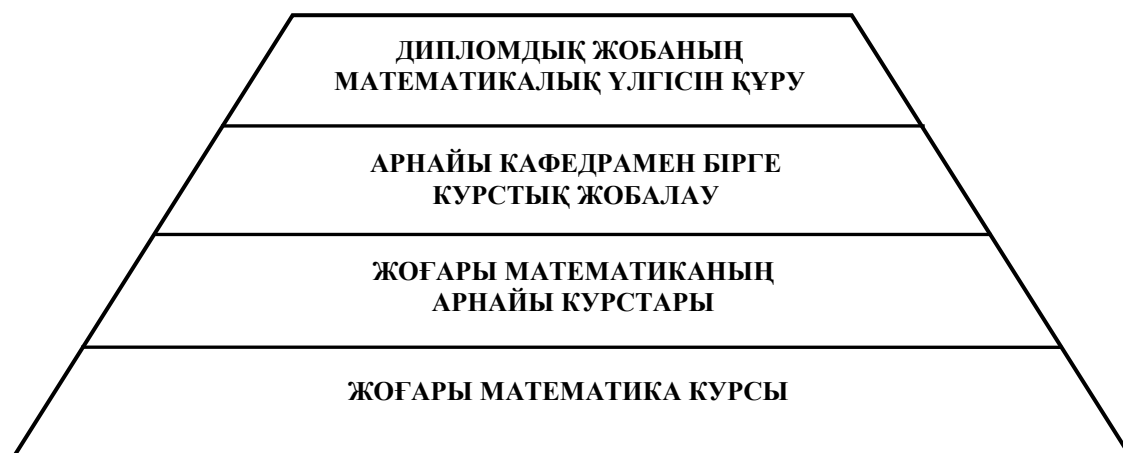 ДИПЛОМДЫҚ ЖОБАНЫҢ
МАТЕМАТИКАЛЫҚ ҮЛГІСІН ҚҰРУ
АРНАЙЫ КАФЕДРАМЕН БІРГЕ
КУРСТЫҚ ЖОБАЛАУ
ЖОҒАРЫ МАТЕМАТИКАНЫҢ
АРНАЙЫ КУРСТАРЫ
ЖОҒАРЫ МАТЕМАТИКА КУРСЫ